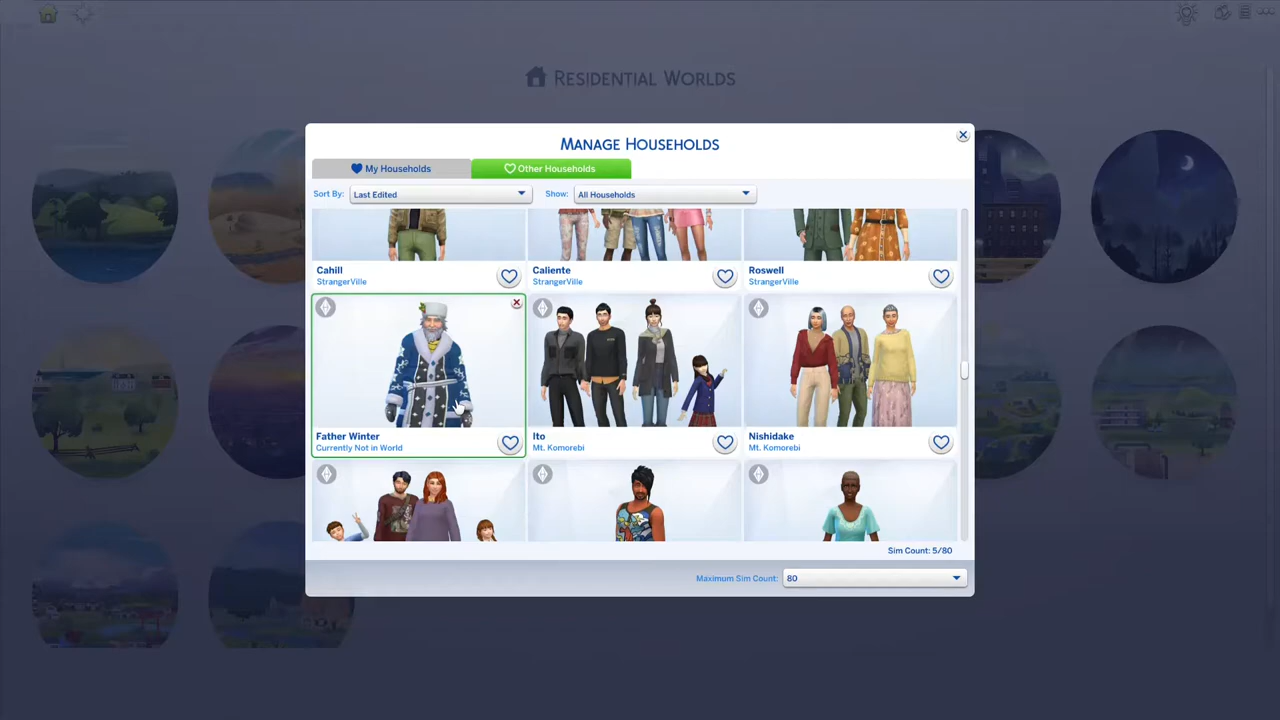 RESIDENTIAL WORLDS
MANAGE HOUSEHOLDS
My Households
Other Households
Sort By: Last Edited
Show: All Households
Cahill
StrangerVille
Caliente
StrangerVille
Roswell
StrangerVille
Father Winter
Currently Not in World
Ito
Mt. Komorebi
Nishidake
Mt. Komorebi
Sim Count: 5/80
Maximum Sim Count: 80